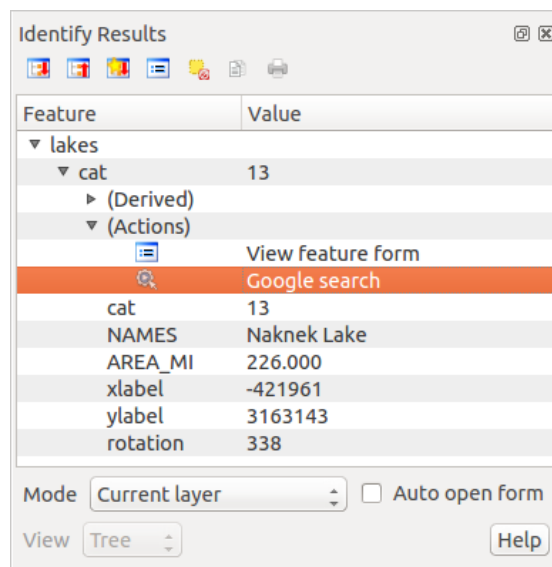 Identify Results
Feature Value
lakes
cat 13
(Derived)
(Actions)
View feature form
Google search
cat 13
NAMES Naknek Lake
AREA_MI 226.000
xlabel -421961
ylabel 3163143
rotation 338
Mode Current layer Auto open form
View Tree Help